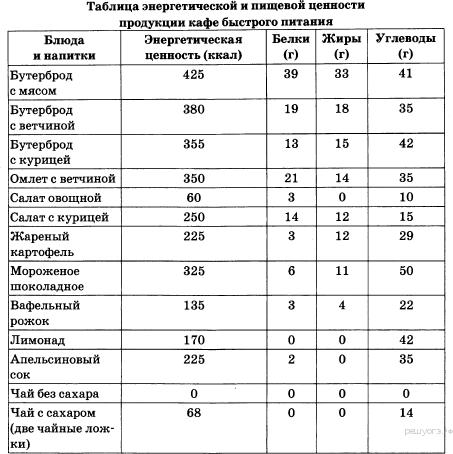 Таблица энергетической и пищевой ценности
продукции кафе быстрого питания
Блюда и напитки Энергетическая ценность (ккал) Белки (г) Жиры (г) Углеводы (г)
Бутерброд с мясом 425 39 33 41
Бутерброд с ветчиной 380 19 18 35
Бутерброд с курицей 355 13 15 42
Омлет с ветчиной 350 21 14 35
Салат овощной 60 3 0 10
Салат с курицей 250 14 12 15
Жареный картофель 225 3 12 29
Мороженое шоколадное 325 6 11 50
Вафельный рожок 135 3 4 22
Лимонад 170 0 0 42
Апельсиновый сок 225 2 0 35
Чай без сахара 0 0 0 0
Чай с сахаром (две чайные лож-ки) 68 0 0 14
решуогэ.рф